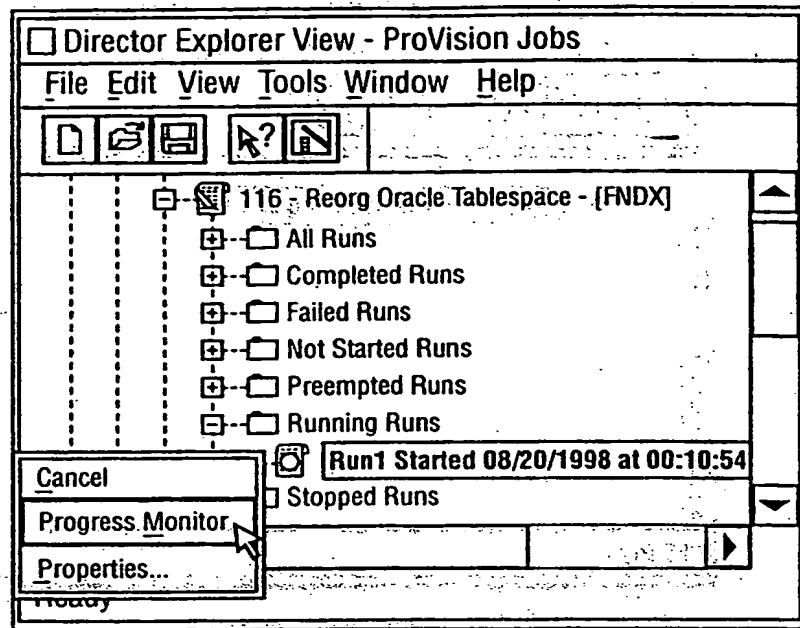 Director Explorer View - ProVision Jobs
File Edit View Tools Window Help
?
116 - Reorg Oracle Tablespace - [FNDX]
All Runs
Completed Runs
Failed Runs
Not Started Runs
Preempted Runs
Running Runs
Run1 Started 08/20/1998 at 00:10:54
Stopped Runs
Cancel
Progress Monitor
Properties...
Ready